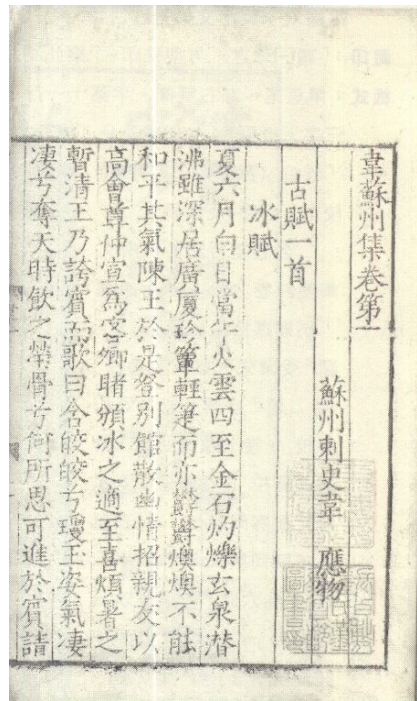 韋蘇州集卷第一
蘇州刺史韋　應物
古賦一首
冰賦
夏六月白日當午火雲四至金石灼爍玄泉潛
沸雖深居廣厦珍簟輕箑而亦鬱鬱燠燠不能
和平其氣陳王於是登別館散幽情招親友以
高會尊仲宣爲客卿睹頒冰之適至喜煩暑之
暫清王乃誇賓而歌曰含皎皎兮瓊玉姿氣凄
凄兮奪天時飲之瑩骨兮何所思可進於賓請